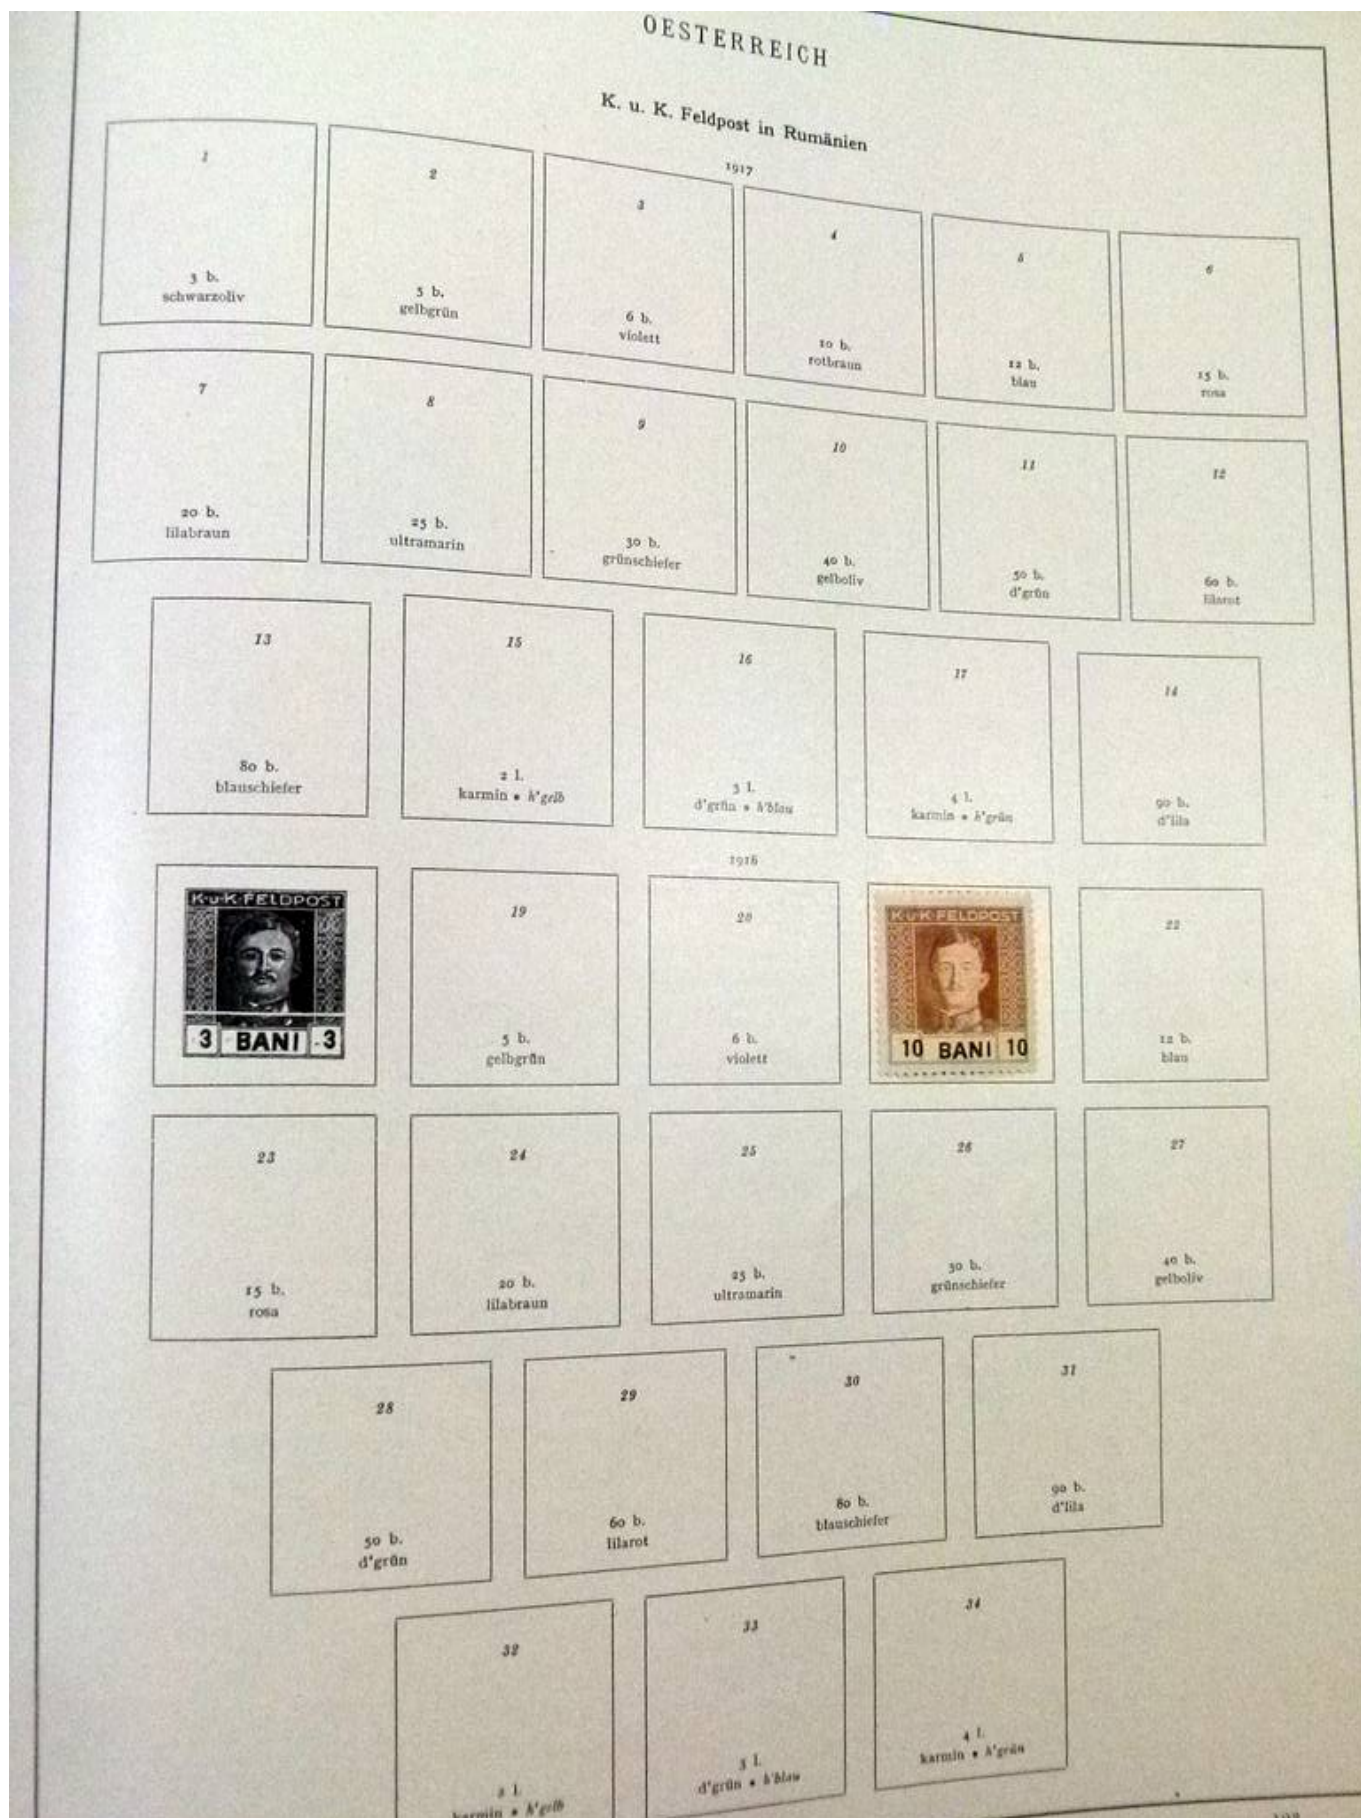 OESTERREICH
K. u. K. Feldpost in Rumänien
1917
1
3 b.
schwarzoliv
2
5 b.
gelbgrün
3
6 b.
violett
4
10 b.
rotbraun
5
12 b.
blau
6
15 b.
rosa
7
20 b.
lilabraun
8
25 b.
ultramarin
9
30 b.
grünschiefer
10
40 b.
gelboliv
11
50 b.
d'grün
12
60 b.
lilarot
13
80 b.
blauschiefer
15
2 l.
karmin • h'gelb
16
3 l.
d'grün • h'blau
17
4 l.
karmin • h'grün
14
90 b.
d'lila
1918
K·u·K·FELDPOST
3 BANI 3
19
5 b.
gelbgrün
20
6 b.
violett
K·u·K·FELDPOST
10 BANI 10
22
12 b.
blau
23
15 b.
rosa
24
20 b.
lilabraun
25
25 b.
ultramarin
26
30 b.
grünschiefer
27
40 b.
gelboliv
28
50 b.
d'grün
29
60 b.
lilarot
30
80 b.
blauschiefer
31
90 b.
d'lila
32
2 l.
karmin • h'gelb
33
3 l.
d'grün • h'blau
34
4 l.
karmin • h'grün